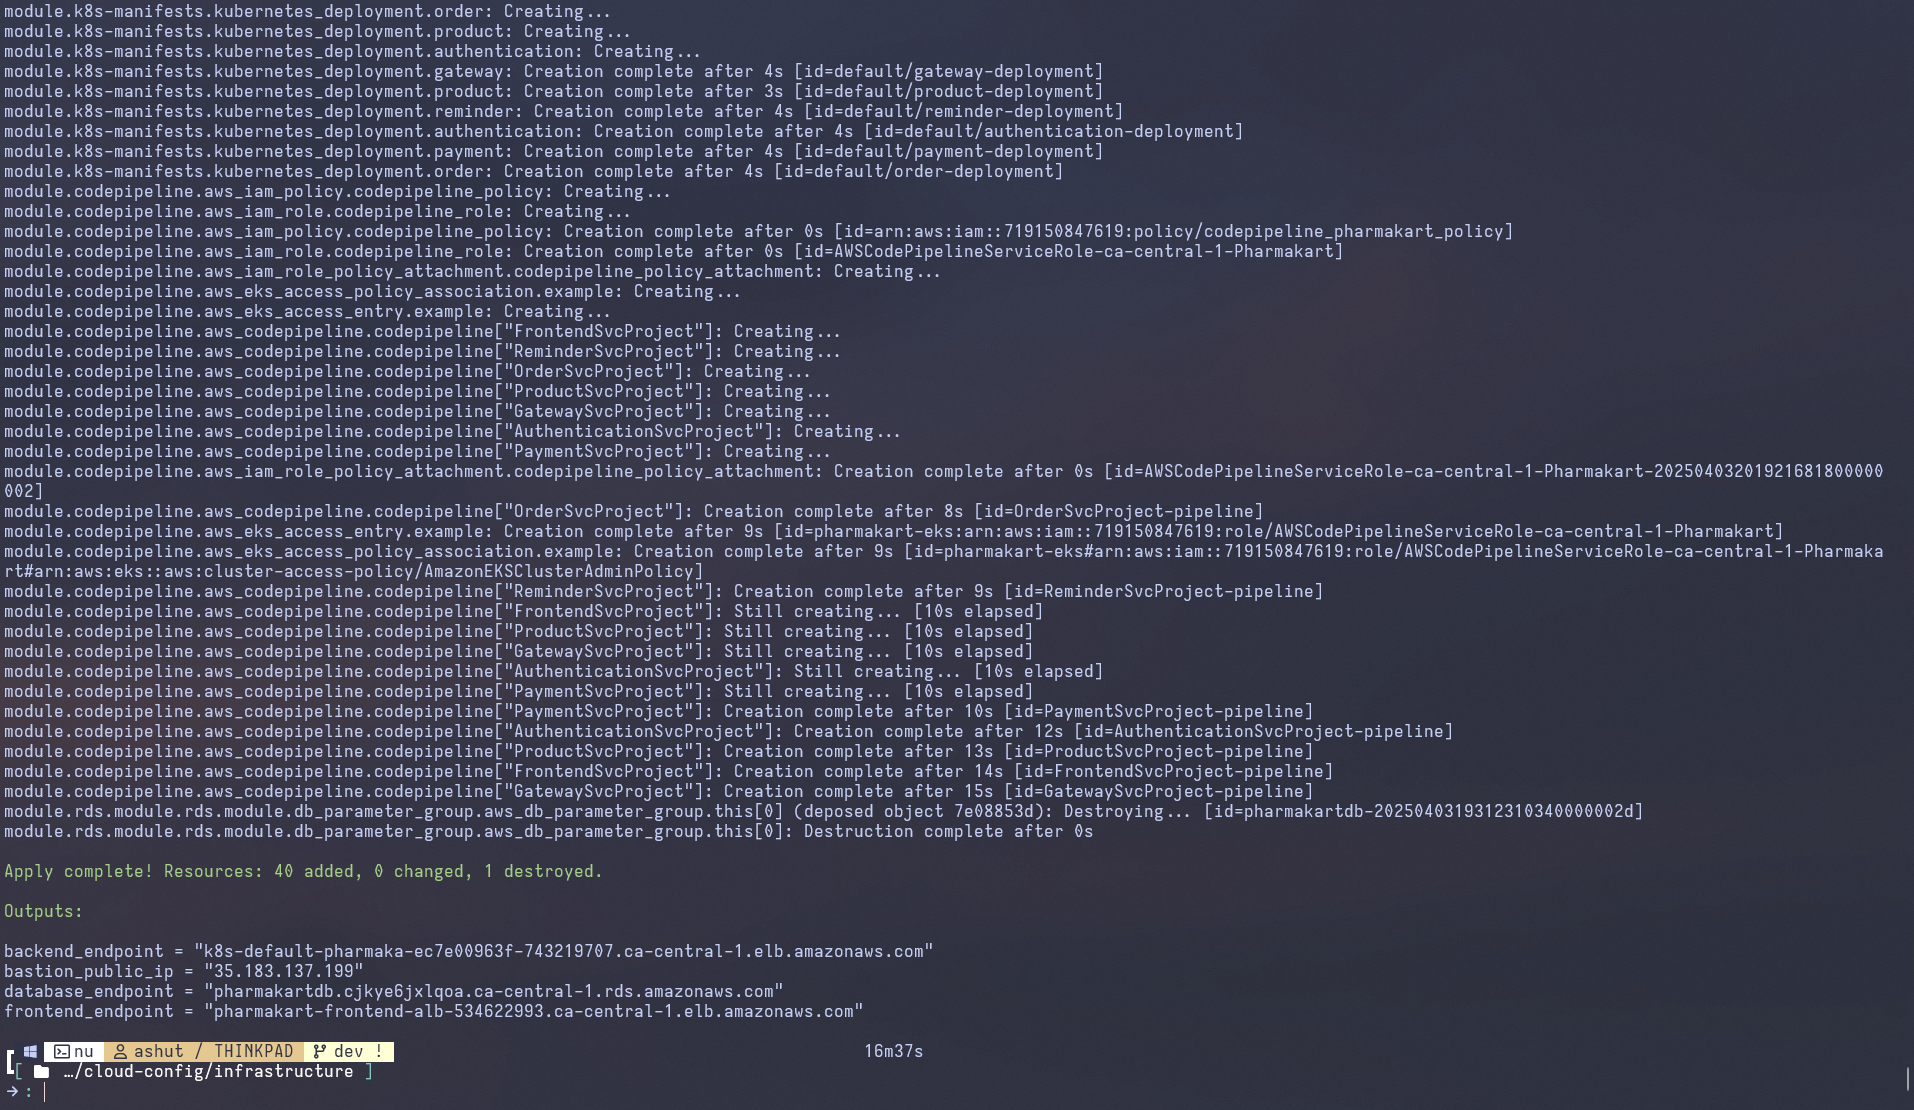 module.k8s-manifests.kubernetes_deployment.order: Creating...
module.k8s-manifests.kubernetes_deployment.product: Creating...
module.k8s-manifests.kubernetes_deployment.authentication: Creating...
module.k8s-manifests.kubernetes_deployment.gateway: Creation complete after 4s [id=default/gateway-deployment]
module.k8s-manifests.kubernetes_deployment.product: Creation complete after 3s [id=default/product-deployment]
module.k8s-manifests.kubernetes_deployment.reminder: Creation complete after 4s [id=default/reminder-deployment]
module.k8s-manifests.kubernetes_deployment.authentication: Creation complete after 4s [id=default/authentication-deployment]
module.k8s-manifests.kubernetes_deployment.payment: Creation complete after 4s [id=default/payment-deployment]
module.k8s-manifests.kubernetes_deployment.order: Creation complete after 4s [id=default/order-deployment]
module.codepipeline.aws_iam_policy.codepipeline_policy: Creating...
module.codepipeline.aws_iam_role.codepipeline_role: Creating...
module.codepipeline.aws_iam_policy.codepipeline_policy: Creation complete after 0s [id=arn:aws:iam::719150847619:policy/codepipeline_pharmakart_policy]
module.codepipeline.aws_iam_role.codepipeline_role: Creation complete after 0s [id=AWSCodePipelineServiceRole-ca-central-1-Pharmakart]
module.codepipeline.aws_iam_role_policy_attachment.codepipeline_policy_attachment: Creating...
module.codepipeline.aws_eks_access_policy_association.example: Creating...
module.codepipeline.aws_eks_access_entry.example: Creating...
module.codepipeline.aws_codepipeline.codepipeline["FrontendSvcProject"]: Creating...
module.codepipeline.aws_codepipeline.codepipeline["ReminderSvcProject"]: Creating...
module.codepipeline.aws_codepipeline.codepipeline["OrderSvcProject"]: Creating...
module.codepipeline.aws_codepipeline.codepipeline["ProductSvcProject"]: Creating...
module.codepipeline.aws_codepipeline.codepipeline["GatewaySvcProject"]: Creating...
module.codepipeline.aws_codepipeline.codepipeline["AuthenticationSvcProject"]: Creating...
module.codepipeline.aws_codepipeline.codepipeline["PaymentSvcProject"]: Creating...
module.codepipeline.aws_iam_role_policy_attachment.codepipeline_policy_attachment: Creation complete after 0s [id=AWSCodePipelineServiceRole-ca-central-1-Pharmakart-202504032019216818​00000
002]
module.codepipeline.aws_codepipeline.codepipeline["OrderSvcProject"]: Creation complete after 8s [id=OrderSvcProject-pipeline]
module.codepipeline.aws_eks_access_entry.example: Creation complete after 9s [id=pharmakart-eks:arn:aws:iam::719150847619:role/AWSCodePipelineServiceRole-ca-central-1-Pharmakart]
module.codepipeline.aws_eks_access_policy_association.example: Creation complete after 9s [id=pharmakart-eks#arn:aws:iam::719150847619:role/AWSCodePipelineServiceRole-ca-central-1-Pharmaka
rt#arn:aws:eks::aws:cluster-access-policy/AmazonEKSClusterAdminPolicy]
module.codepipeline.aws_codepipeline.codepipeline["ReminderSvcProject"]: Creation complete after 9s [id=ReminderSvcProject-pipeline]
module.codepipeline.aws_codepipeline.codepipeline["FrontendSvcProject"]: Still creating... [10s elapsed]
module.codepipeline.aws_codepipeline.codepipeline["ProductSvcProject"]: Still creating... [10s elapsed]
module.codepipeline.aws_codepipeline.codepipeline["GatewaySvcProject"]: Still creating... [10s elapsed]
module.codepipeline.aws_codepipeline.codepipeline["AuthenticationSvcProject"]: Still creating... [10s elapsed]
module.codepipeline.aws_codepipeline.codepipeline["PaymentSvcProject"]: Still creating... [10s elapsed]
module.codepipeline.aws_codepipeline.codepipeline["PaymentSvcProject"]: Creation complete after 10s [id=PaymentSvcProject-pipeline]
module.codepipeline.aws_codepipeline.codepipeline["AuthenticationSvcProject"]: Creation complete after 12s [id=AuthenticationSvcProject-pipeline]
module.codepipeline.aws_codepipeline.codepipeline["ProductSvcProject"]: Creation complete after 13s [id=ProductSvcProject-pipeline]
module.codepipeline.aws_codepipeline.codepipeline["FrontendSvcProject"]: Creation complete after 14s [id=FrontendSvcProject-pipeline]
module.codepipeline.aws_codepipeline.codepipeline["GatewaySvcProject"]: Creation complete after 15s [id=GatewaySvcProject-pipeline]
module.rds.module.rds.module.db_parameter_group.aws_db_parameter_group.this[0] (deposed object 7e08853d): Destroying... [id=pharmakartdb-20250403193123103400000​02d]
module.rds.module.rds.module.db_parameter_group.aws_db_parameter_group.this[0]: Destruction complete after 0s
Apply complete! Resources: 40 added, 0 changed, 1 destroyed.
Outputs:
backend_endpoint = "k8s-default-pharmaka-ec7e00963f-743219707.ca-central-1.elb.amazonaws.com"
bastion_public_ip = "35.183.137.199"
database_endpoint = "pharmakartdb.cjkye6jxlqoa.ca-central-1.rds.amazonaws.com"
frontend_endpoint = "pharmakart-frontend-alb-534622993.ca-central-1.elb.amazonaws.com"
nu ashut / THINKPAD dev ! 16m37s
[ …/cloud-config/infrastructure ]
→ :